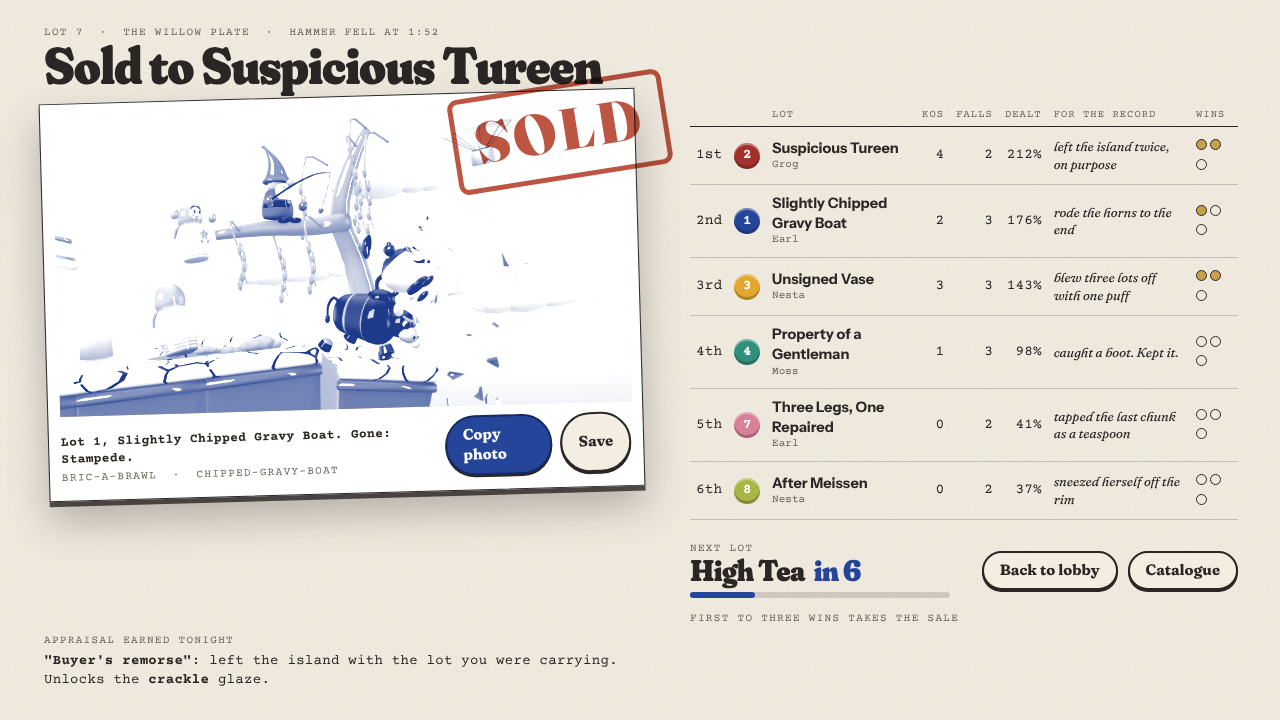 LOT 7 · THE WILLOW PLATE · HAMMER FELL AT 1:52
Sold to Suspicious Tureen
SOLD
Lot 1, Slightly Chipped Gravy Boat. Gone:
Stampede.
BRIC-A-BRAWL · CHIPPED-GRAVY-BOAT
Copy
photo
Save
LOT KOS FALLS DEALT FOR THE RECORD WINS
1st 2 Suspicious Tureen 4 2 212% left the island twice,
Grog on purpose
2nd 1 Slightly Chipped 2 3 176% rode the horns to the
Gravy Boat end
Earl
3rd 3 Unsigned Vase 3 3 143% blew three lots off
Nesta with one puff
4th 4 Property of a 1 3 98% caught a boot. Kept it.
Gentleman
Moss
5th 7 Three Legs, One 0 2 41% tapped the last chunk
Repaired as a teaspoon
Earl
6th 8 After Meissen 0 2 37% sneezed herself off the
Nesta rim
NEXT LOT
High Tea in 6
Back to lobby
Catalogue
FIRST TO THREE WINS TAKES THE SALE
APPRAISAL EARNED TONIGHT
"Buyer's remorse": left the island with the lot you were carrying.
Unlocks the crackle glaze.